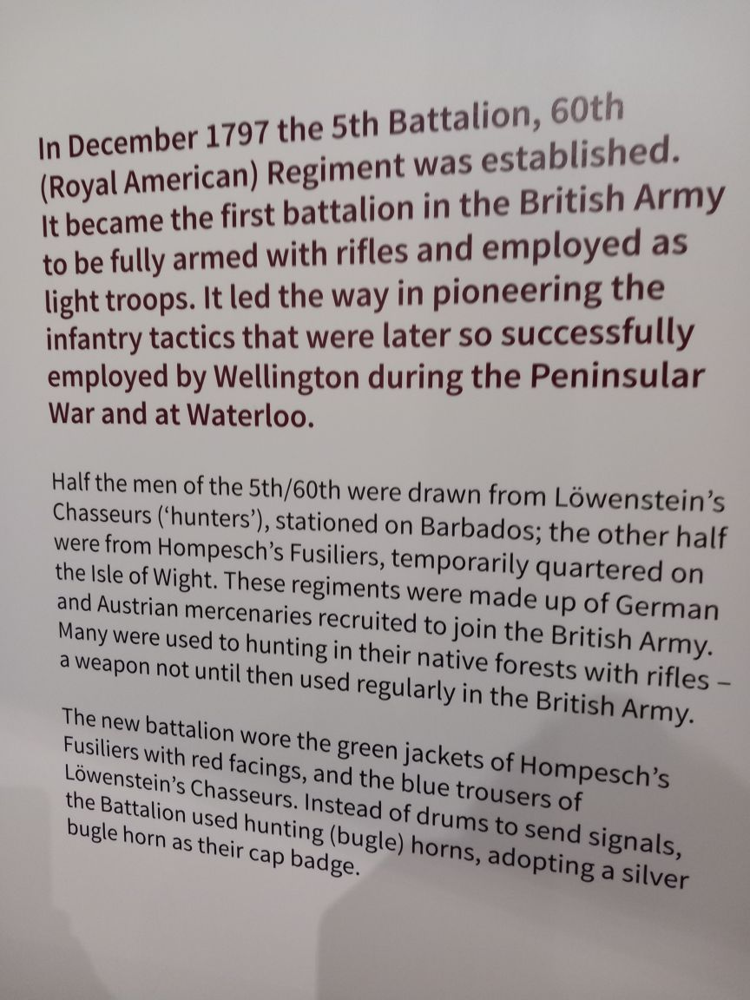 In December 1797 the 5th Battalion, 60th
(Royal American) Regiment was established.
It became the first battalion in the British Army
to be fully armed with rifles and employed as
light troops. It led the way in pioneering the
infantry tactics that were later so successfully
employed by Wellington during the Peninsular
War and at Waterloo.
Half the men of the 5th/60th were drawn from Löwenstein’s
Chasseurs (‘hunters’), stationed on Barbados; the other half
were from Hompesch’s Fusiliers, temporarily quartered on
the Isle of Wight. These regiments were made up of German
and Austrian mercenaries recruited to join the British Army.
Many were used to hunting in their native forests with rifles –
a weapon not until then used regularly in the British Army.
The new battalion wore the green jackets of Hompesch’s
Fusiliers with red facings, and the blue trousers of
Löwenstein’s Chasseurs. Instead of drums to send signals,
the Battalion used hunting (bugle) horns, adopting a silver
bugle horn as their cap badge.